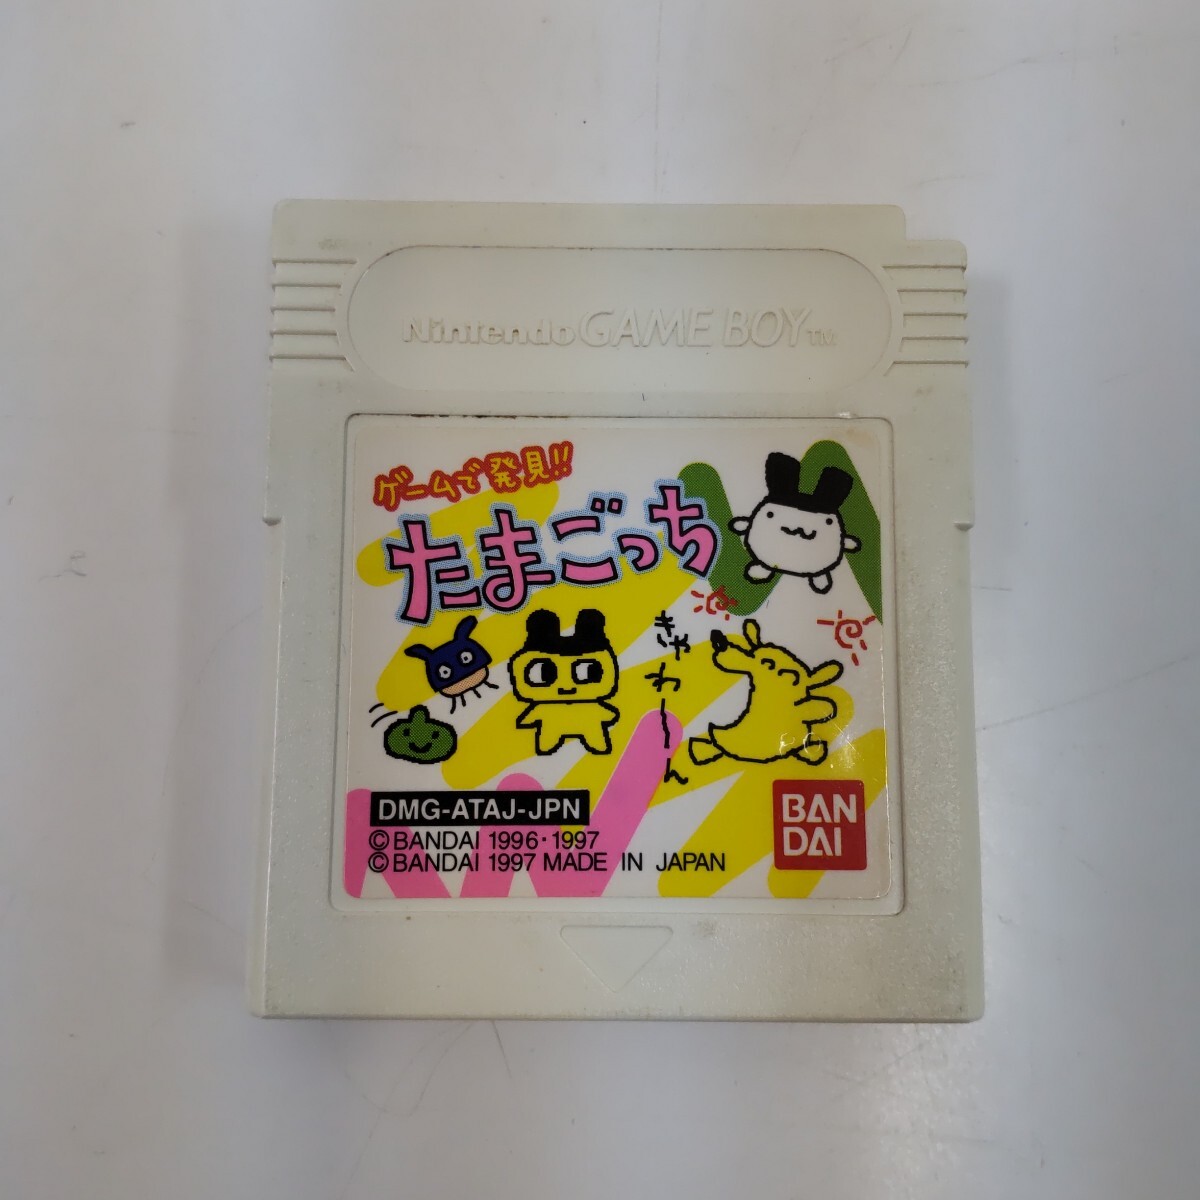 Nintendo GAME BOY TM
ゲームで発見!!
たまごっち
きゃわーん
DMG-ATAJ-JPN
©BANDAI 1996・1997
©BANDAI 1997 MADE IN JAPAN
BAN
DAI